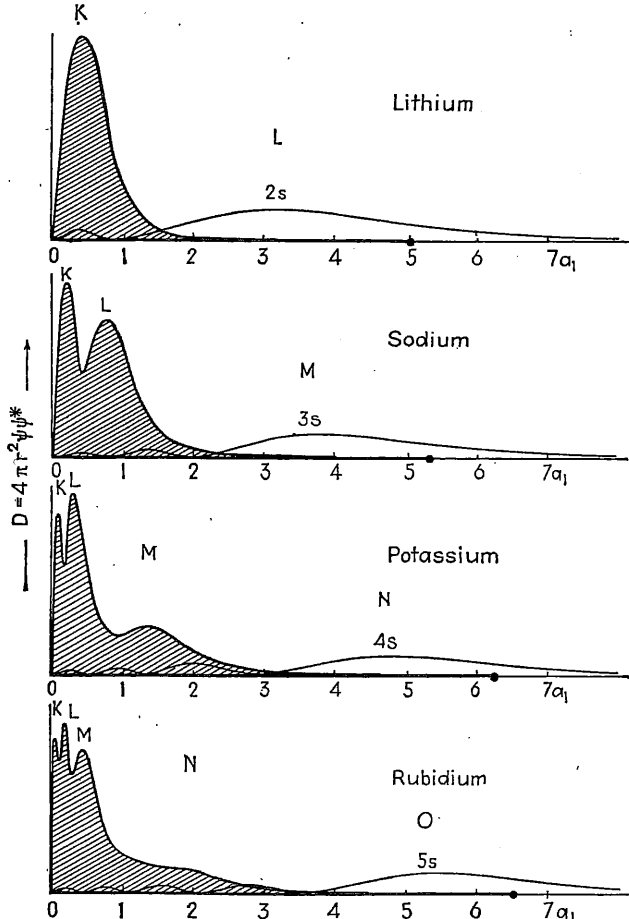 K
Lithium
L
2s
0 1 2 3 4 5 6 7a₁
K
L
Sodium
M
3s
0 1 2 3 4 5 6 7a₁
D = 4πr²ψψ*
K L
M
Potassium
N
4s
0 1 2 3 4 5 6 7a₁
K L
M
N
Rubidium
O
5s
0 1 2 3 4 5 6 7a₁